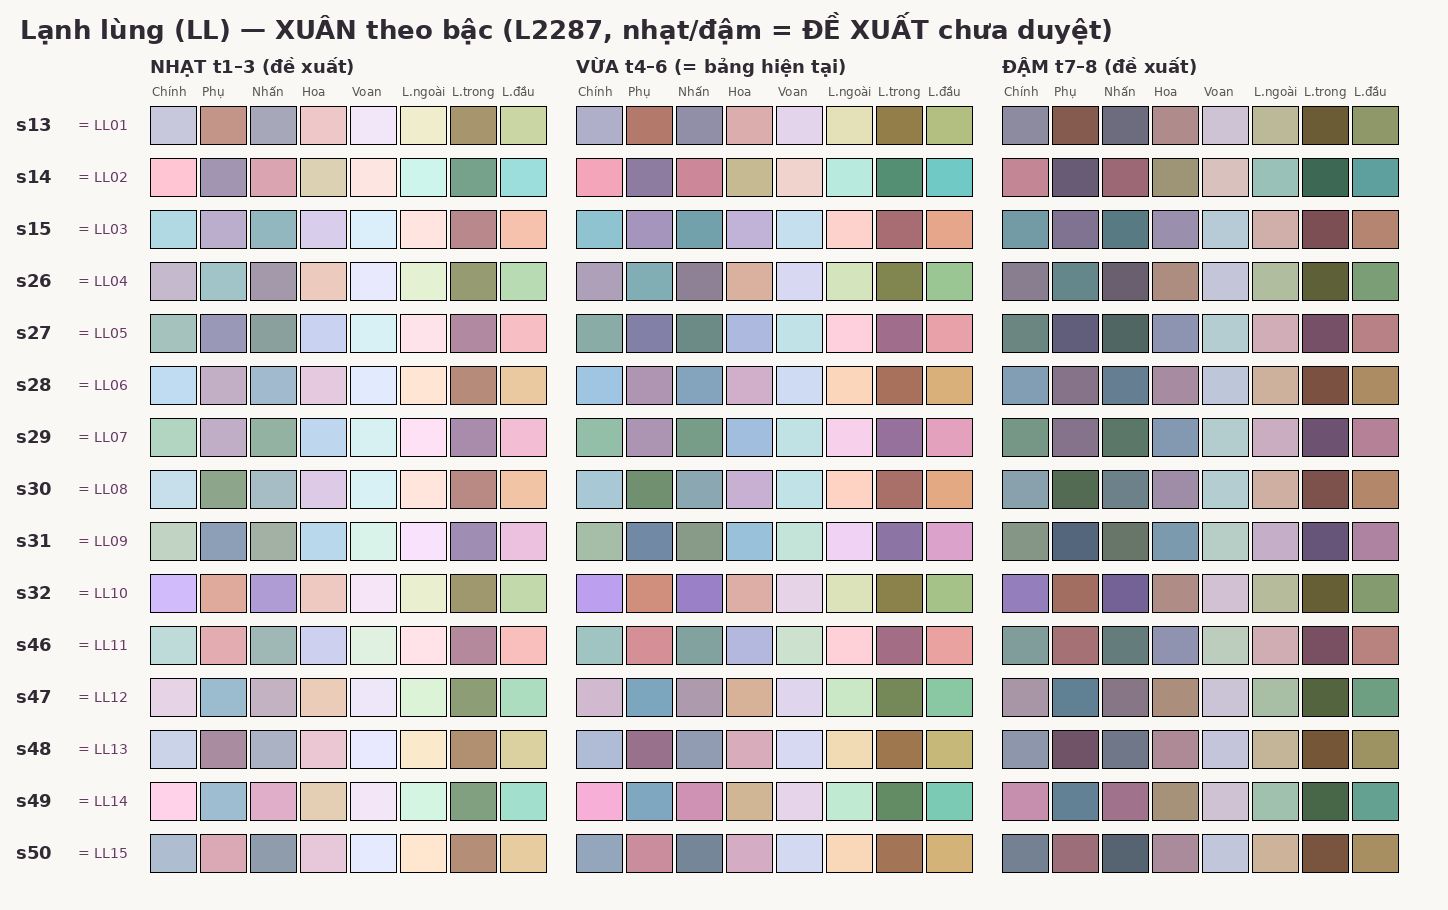 Lạnh lùng (LL) — XUÂN theo bậc (L2287, nhạt/đậm = ĐỀ XUẤT chưa duyệt)
NHẠT t1–3 (đề xuất) VỪA t4–6 (= bảng hiện tại) ĐẬM t7–8 (đề xuất)
Chính Phụ Nhấn Hoa Voan L.ngoài L.trong L.đầu Chính Phụ Nhấn Hoa Voan L.ngoài L.trong L.đầu Chính Phụ Nhấn Hoa Voan L.ngoài L.trong L.đầu
s13 = LL01
s14 = LL02
s15 = LL03
s26 = LL04
s27 = LL05
s28 = LL06
s29 = LL07
s30 = LL08
s31 = LL09
s32 = LL10
s46 = LL11
s47 = LL12
s48 = LL13
s49 = LL14
s50 = LL15